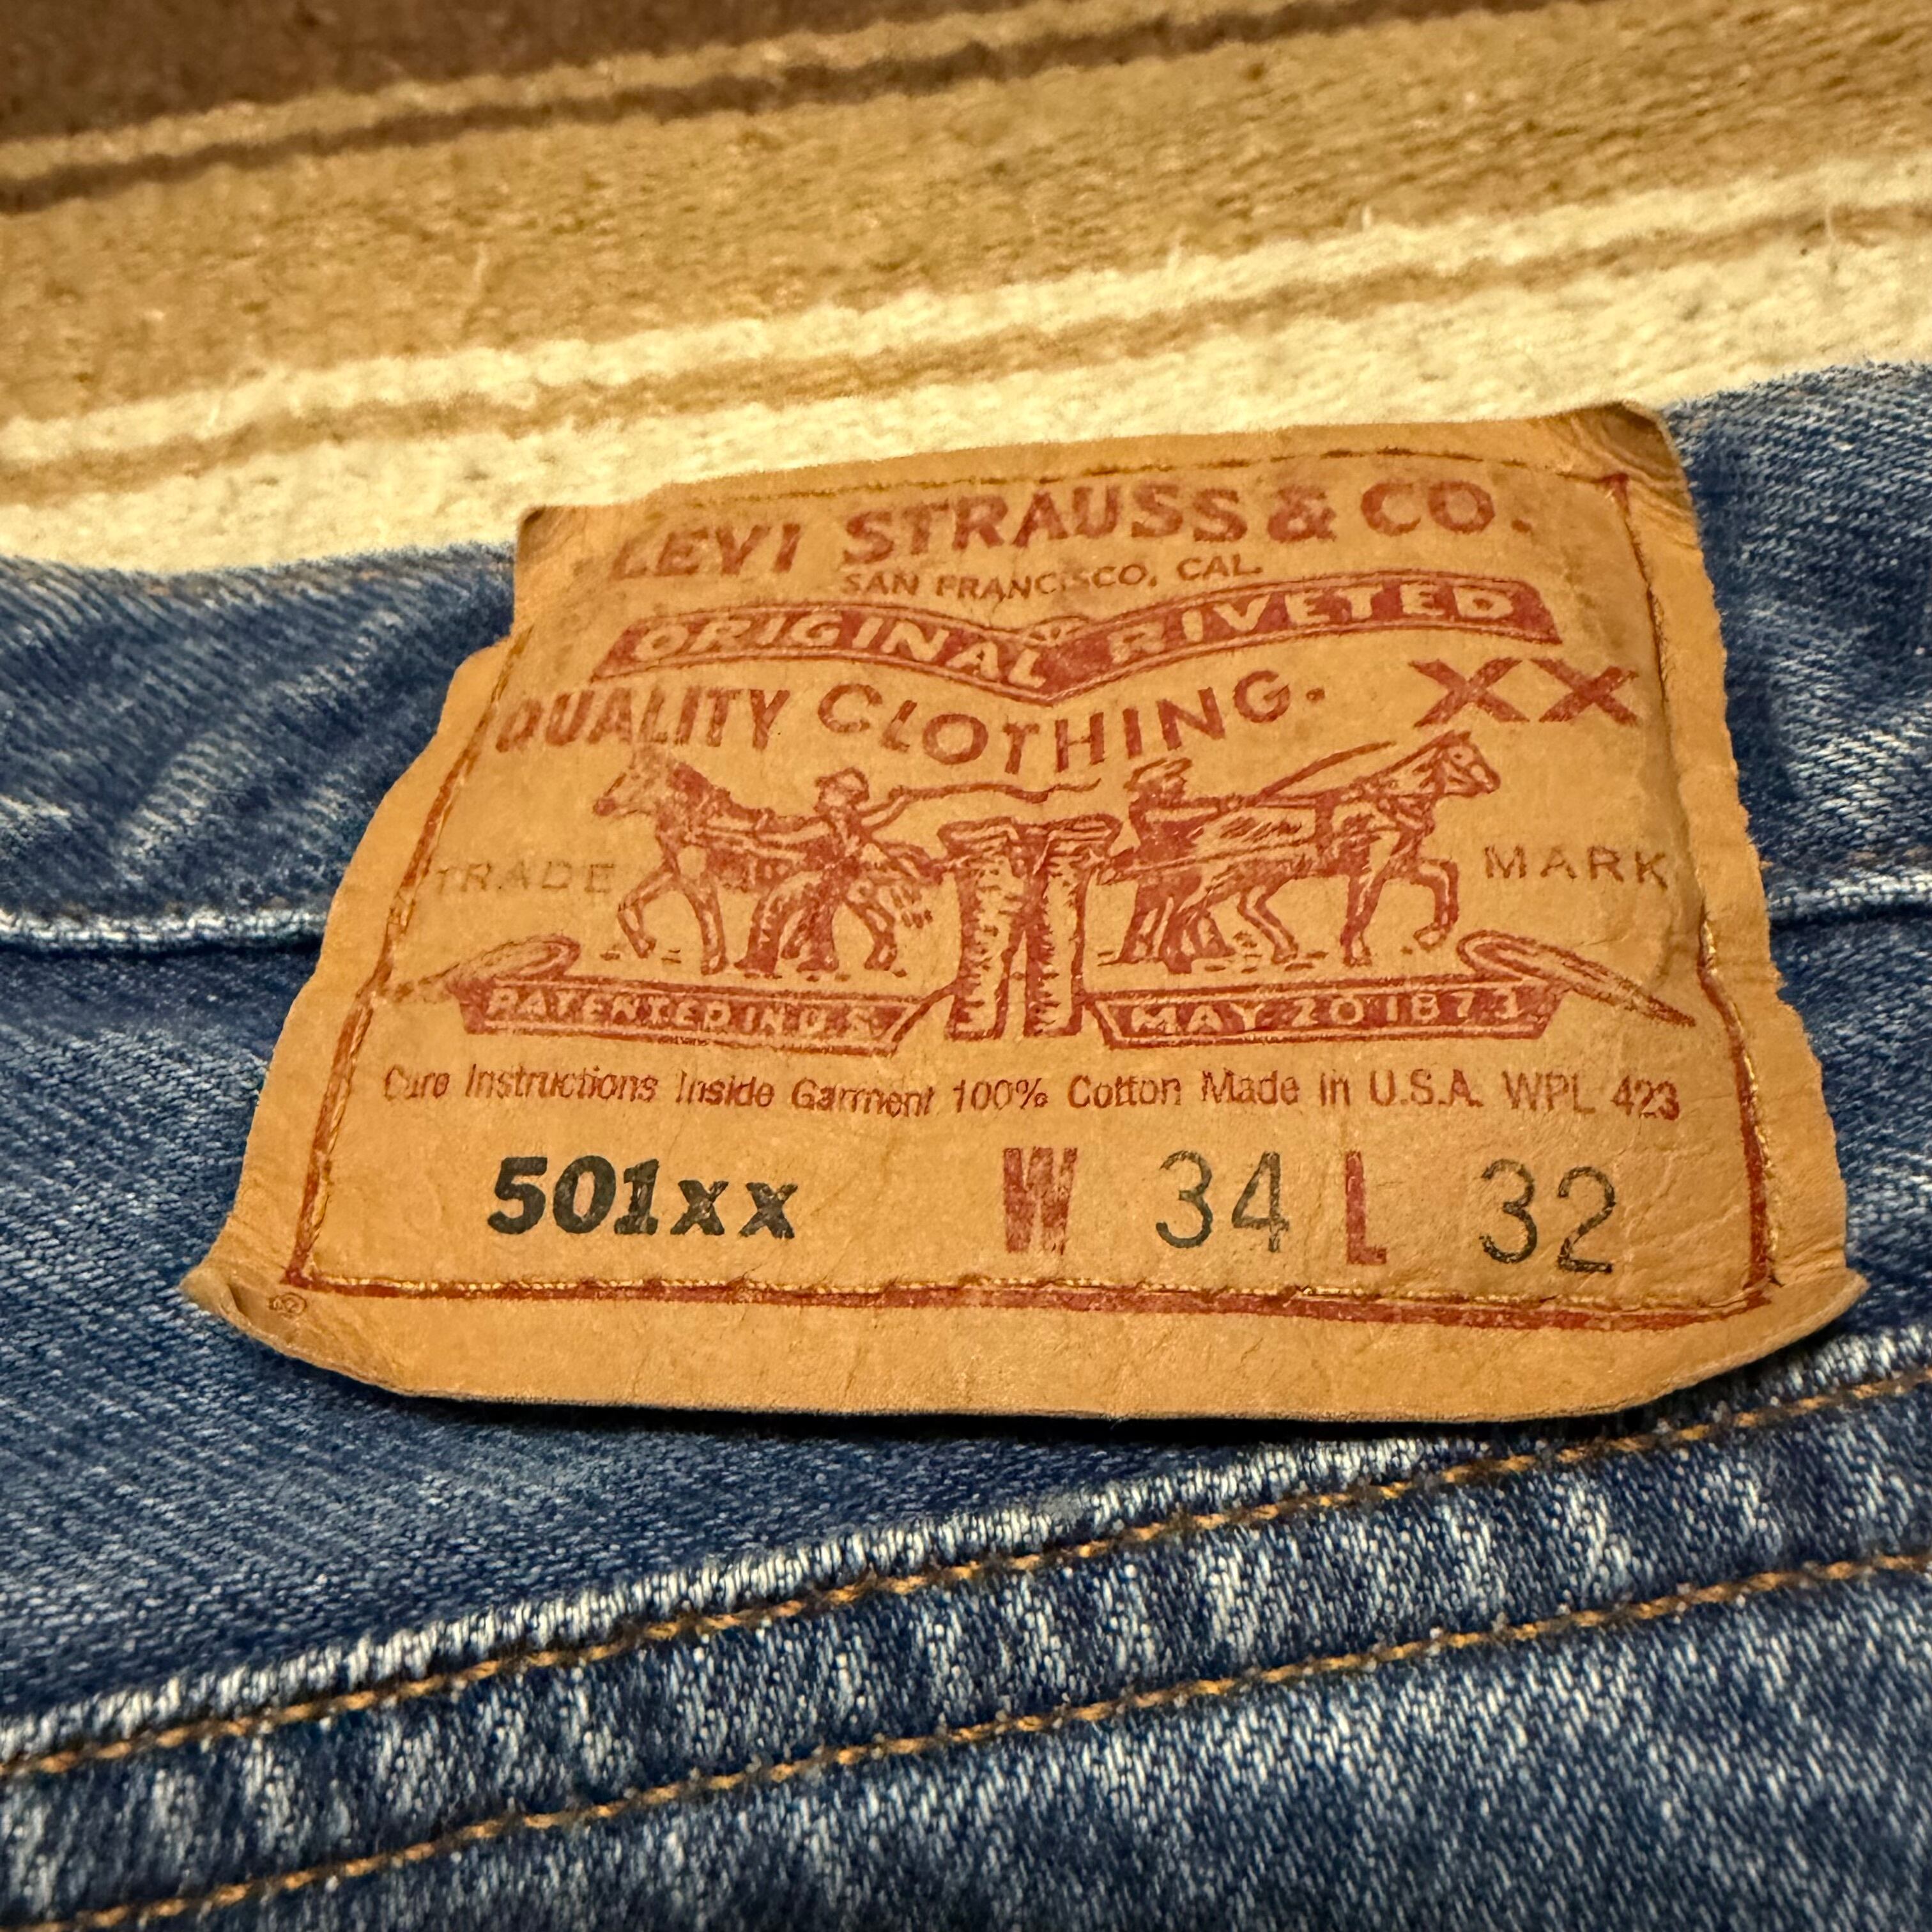 LEVI STRAUSS & CO.
SAN FRANCISCO, CAL.
ORIGINAL RIVETED
QUALITY CLOTHING. XX
TRADE MARK
PATENTED IN U.S. MAY 20 1873
Care Instructions Inside Garment 100% Cotton Made in U.S.A. WPL 423
501xx W 34 L 32